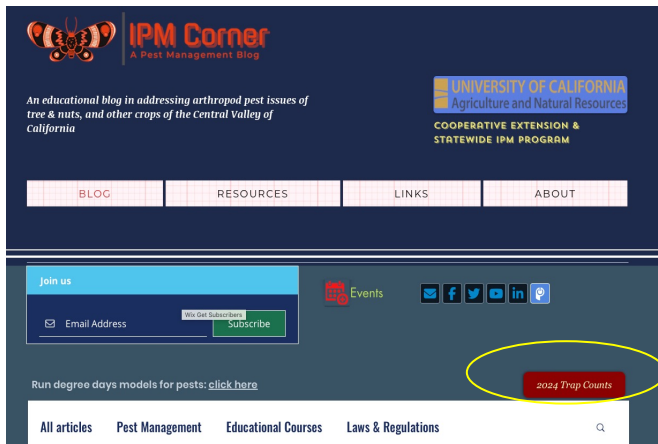 IPM Corner
A Pest Management Blog
An educational blog in addressing arthropod pest issues of
tree & nuts, and other crops of the Central Valley of
California
UNIVERSITY OF CALIFORNIA
Agriculture and Natural Resources
COOPERATIVE EXTENSION &
STATEWIDE IPM PROGRAM
BLOG RESOURCES LINKS ABOUT
Join us
Events
Wix Get Subscribers
Email Address Subscribe
Run degree days models for pests: click here
2024 Trap Counts
All articles Pest Management Educational Courses Laws & Regulations